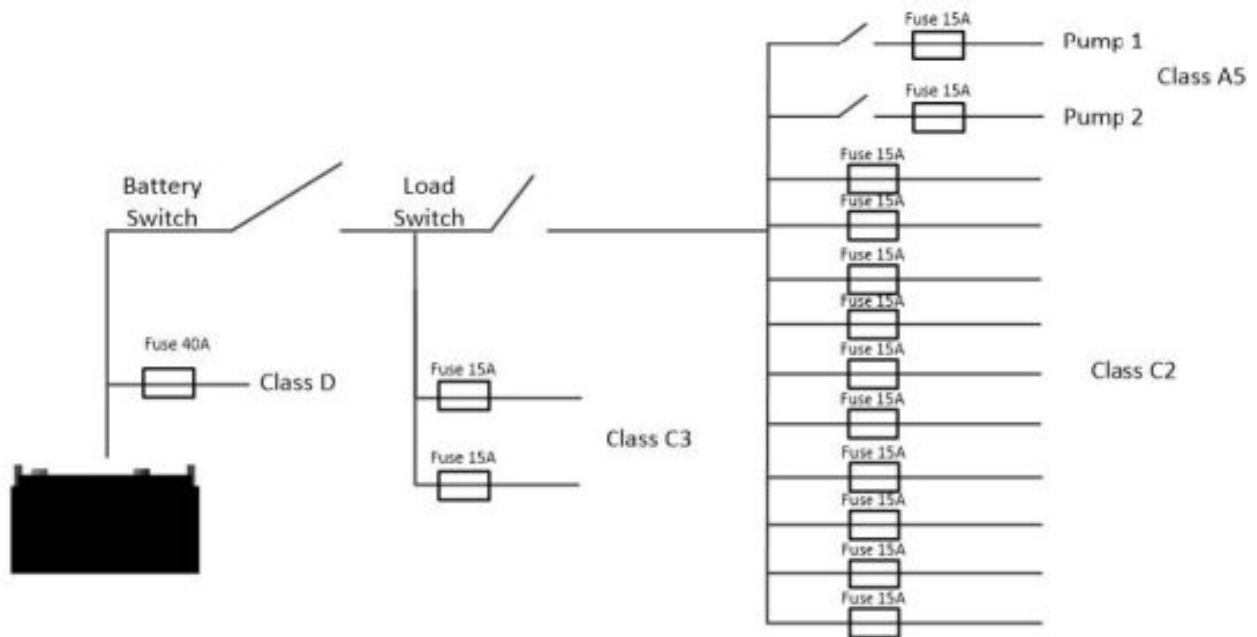 Fuse 15A
Pump 1
Class A5
Fuse 15A
Pump 2
Fuse 15A
Battery
Switch
Load
Switch
Fuse 15A
Fuse 15A
Fuse 15A
Fuse 40A
Class D
Fuse 15A
Fuse 15A
Class C3
Fuse 15A
Class C2
Fuse 15A
Fuse 15A
Fuse 15A
Fuse 15A
Fuse 15A